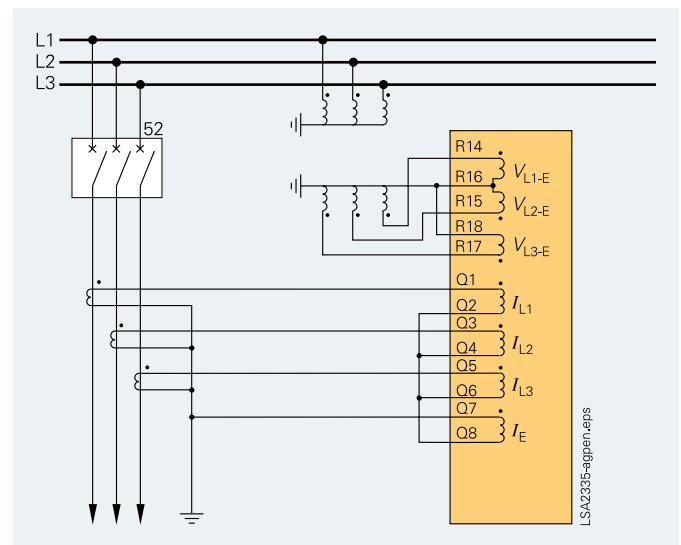 L1
L2
L3
52
R14
R16
R15
R18
R17
VL1-E
VL2-E
VL3-E
Q1
Q2
Q3
Q4
Q5
Q6
Q7
Q8
IL1
IL2
IL3
IE
LSA2335-agpen.eps